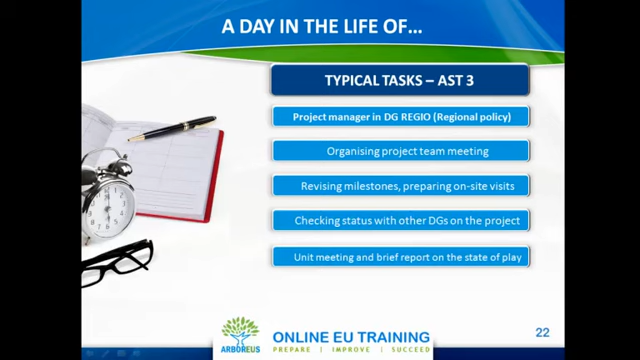 A DAY IN THE LIFE OF...
TYPICAL TASKS – AST 3
Project manager in DG REGIO (Regional policy)
Organising project team meeting
Revising milestones, preparing on-site visits
Checking status with other DGs on the project
Unit meeting and brief report on the state of play
ARBOREUS
ONLINE EU TRAINING
PREPARE | IMPROVE | SUCCEED
22